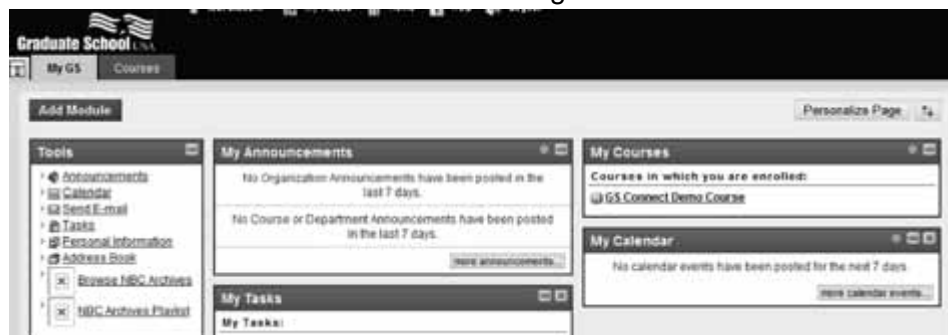 Graduate School USA
My GS
Courses
Add Module
Personalize Page
Tools
Announcements
Calendar
Send E-mail
Tasks
Personal Information
Address Book
Browse NBC Archives
NBC Archives Playlist
My Announcements
No Organization Announcements have been posted in the
last 7 days.
No Course or Department Announcements have been posted
in the last 7 days.
more announcements...
My Tasks
My Tasks:
My Courses
Courses in which you are enrolled:
GS Connect Demo Course
My Calendar
No calendar events have been posted for the next 7 days.
more calendar events...